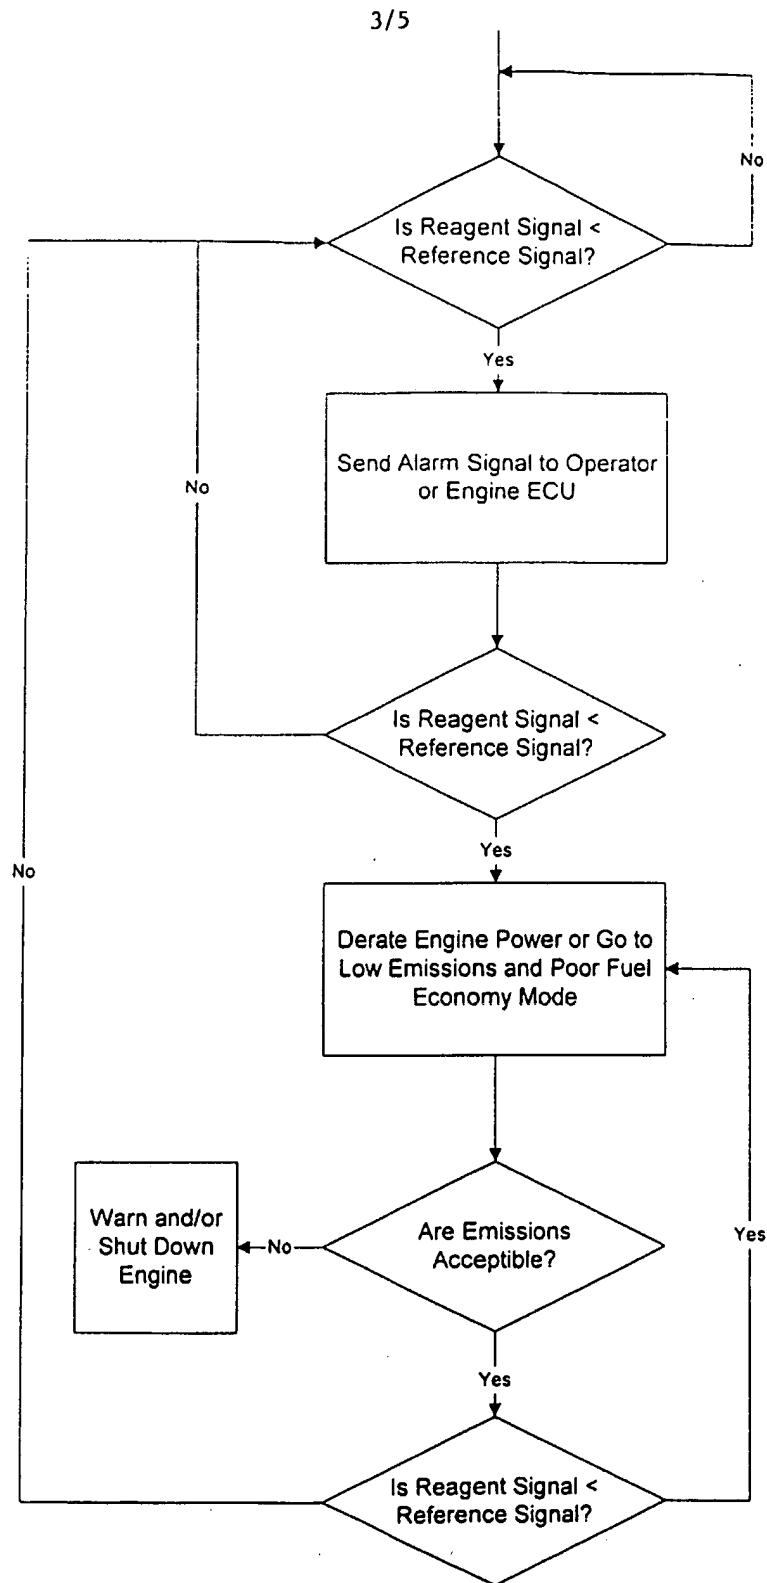 3/5
No
Is Reagent Signal <
Reference Signal?
Yes
Send Alarm Signal to Operator
or Engine ECU
No
Is Reagent Signal <
Reference Signal?
Yes
No
Derate Engine Power or Go to
Low Emissions and Poor Fuel
Economy Mode
Warn and/or
Shut Down
Engine
No
Are Emissions
Acceptible?
Yes
Yes
Is Reagent Signal <
Reference Signal?